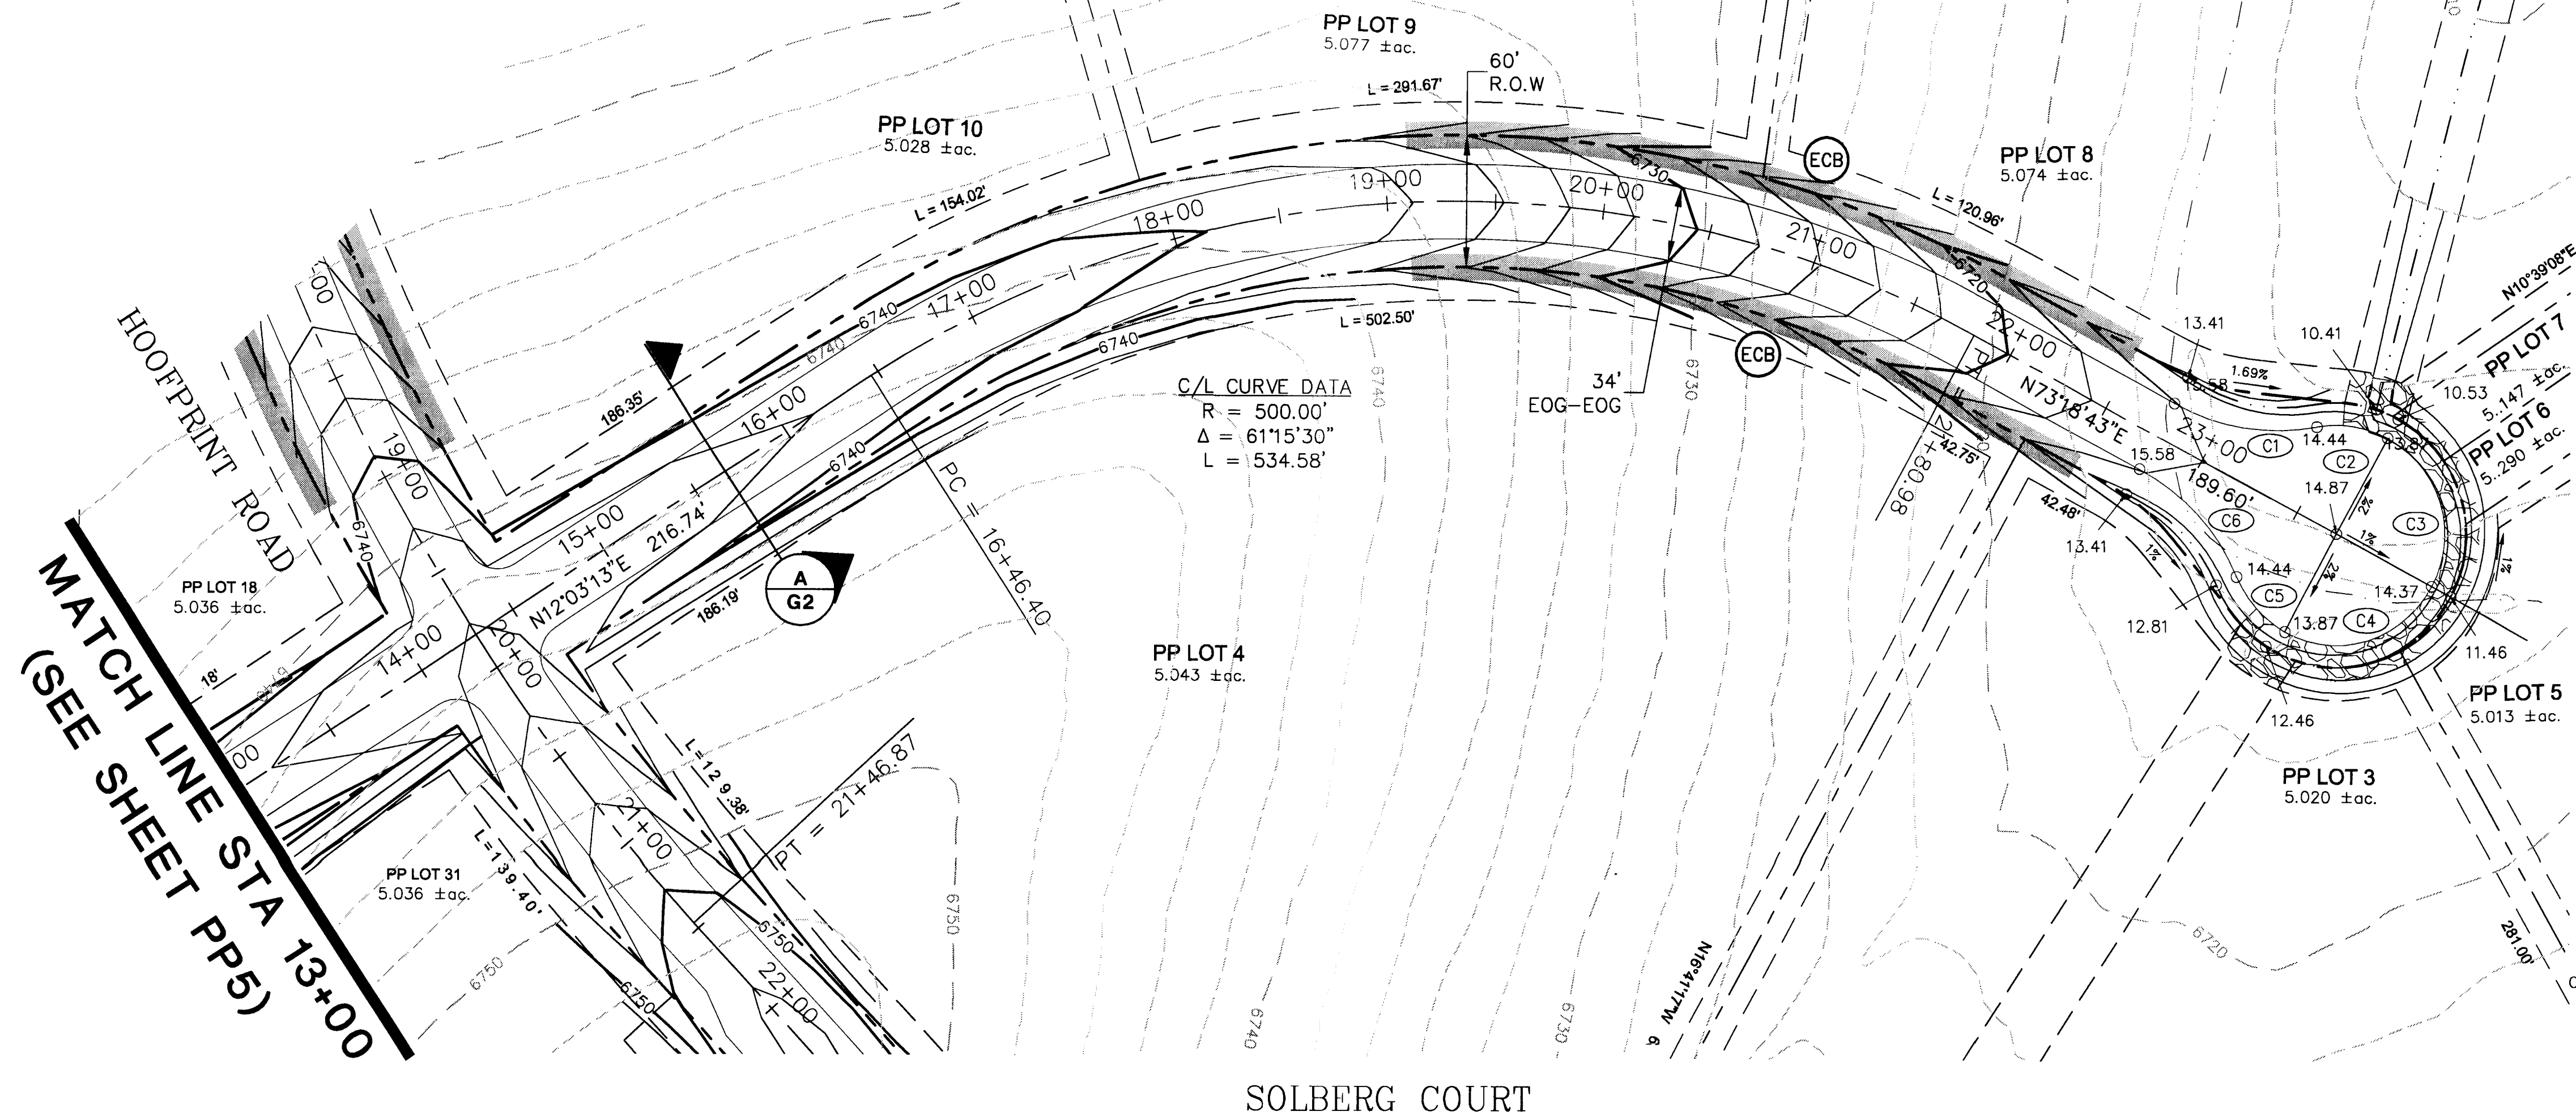 PP LOT 9
5.077 ±ac.
60'
R.O.W
L = 291.67'
PP LOT 10
5.028 ±ac.
ECB
PP LOT 8
5.074 ±ac.
L = 154.02'
L = 120.96'
19+00
20+00
6730
18+00
21+00
6720
17+00
6740
6740
6740
L = 502.50'
ECB
22+00
13.41
10.41
N10°39'08"E
PP LOT 7
5.147 ±ac.
10.53
PP LOT 6
5.290 ±ac.
15.58
1.69%
HOOFPRINT ROAD
186.35'
16+00
C/L CURVE DATA
R = 500.00'
Δ = 61°15'30"
L = 534.58'
6740
34'
EOG-EOG
6730
N73°18'43"E
23+00
C1
14.44
13.87
C2
15.58
42.75'
189.60'
14.87
2%
C6
C3
1%
1%
42.48'
13.41
1%
14.44
2%
C5
14.37
13.87
C4
12.81
11.46
12.46
19+00
6740
15+00
6740
PC = 16+46.40
N12°03'13"E 216.74'
A
G2
186.19'
PP LOT 18
5.036 ±ac.
14+00
20+00
18'
PP LOT 4
5.043 ±ac.
PP LOT 5
5.013 ±ac.
PP LOT 3
5.020 ±ac.
MATCH LINE STA 13+00
(SEE SHEET PP5)
L=129.38'
PT = 21+46.87
21+00
PP LOT 31
5.036 ±ac.
L=139.40'
6750
6750
6750
6750
22+00
6740
6730
N16°41'17"W 6
6720
281.00'
SOLBERG COURT